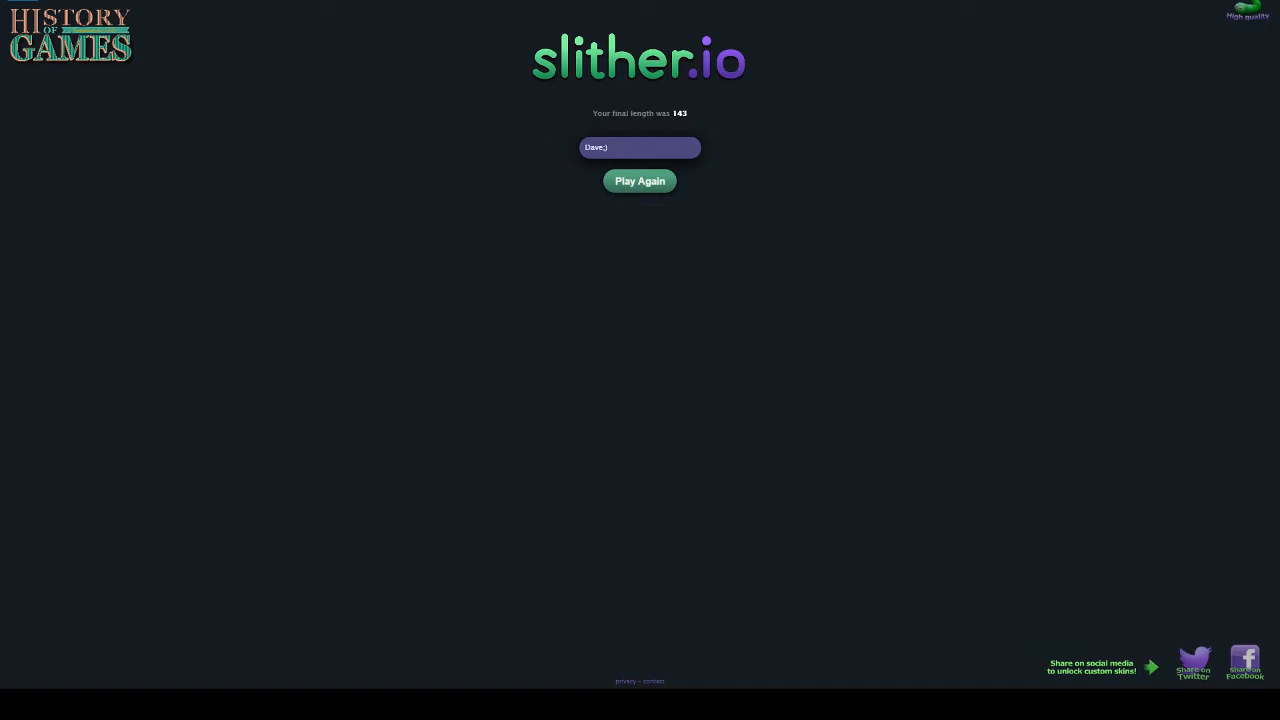 HISTORY
OF
GAMES
High quality
slither.io
Your final length was 143
Dave;)
Play Again
Share on social media
to unlock custom skins!
Share on
Twitter
Share on
Facebook
privacy - contact